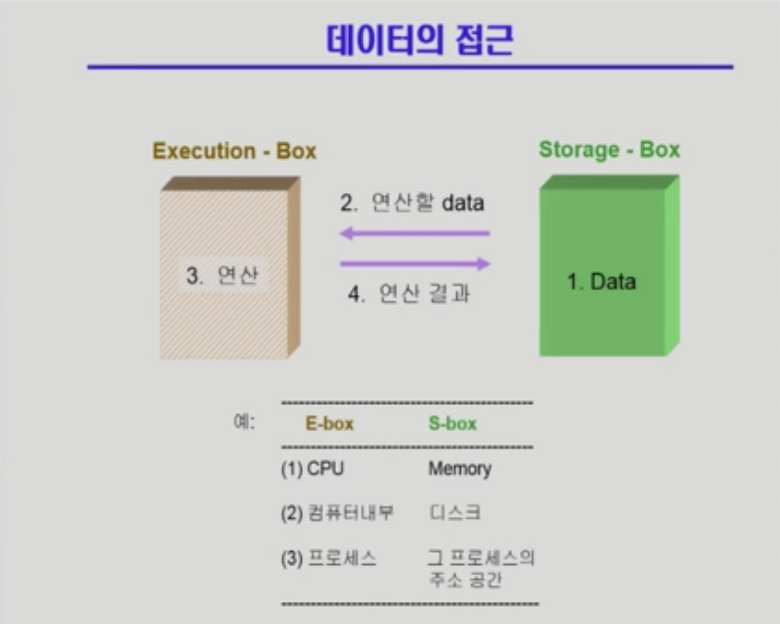 데이터의 접근
Execution - Box
Storage - Box
2. 연산할 data
3. 연산
1. Data
4. 연산 결과
예: E-box S-box
(1) CPU Memory
(2) 컴퓨터내부 디스크
(3) 프로세스 그 프로세스의
주소 공간